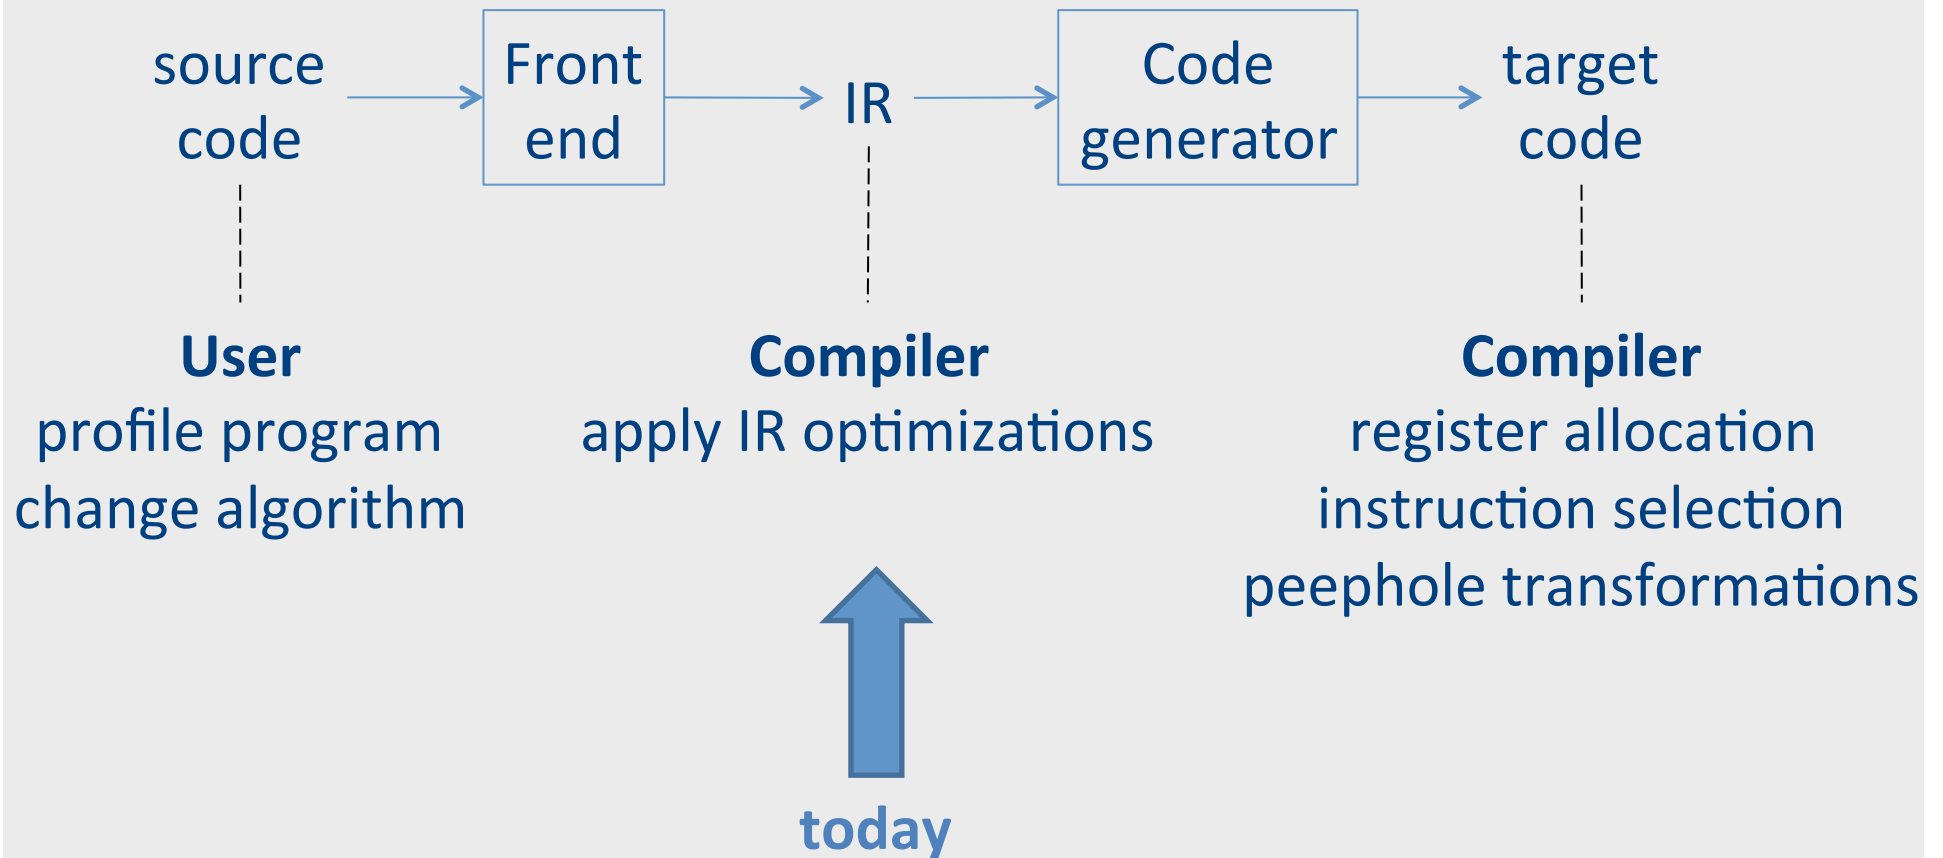 source
code
Front
end
IR
Code
generator
target
code
User
profile program
change algorithm
Compiler
apply IR optimizations
Compiler
register allocation
instruction selection
peephole transformations
today